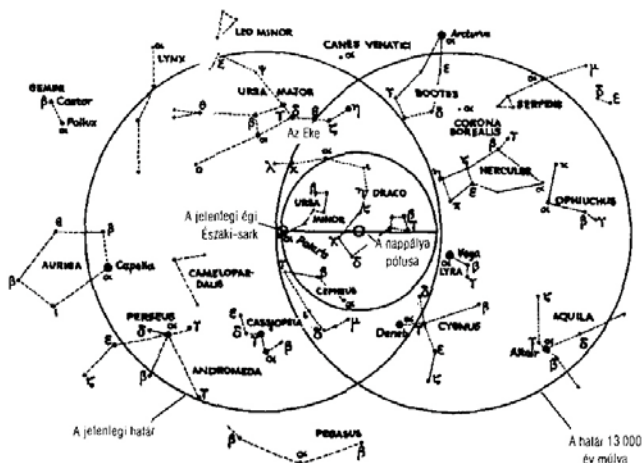 LEO MINOR
CANES VENATICI
Arcturus
LYNX
GEMINI
Castor
Pollux
URSA MAJOR
Az Eke
BOOTES
CORONA BOREALIS
SERPENS
HERCULES
OPHIUCHUS
DRACO
URSA MINOR
A jelenlegi égi
Északi-sark
Polaris
A nappálya
pólusa
AURIGA
Capella
CAMELOPAR-
DALIS
CEPHEUS
Vega
LYRA
PERSEUS
CASSIOPEIA
Deneb
CYGNUS
AQUILA
Altair
ANDROMEDA
A jelenlegi határ
PEGASUS
A határ 13 000
év múlva